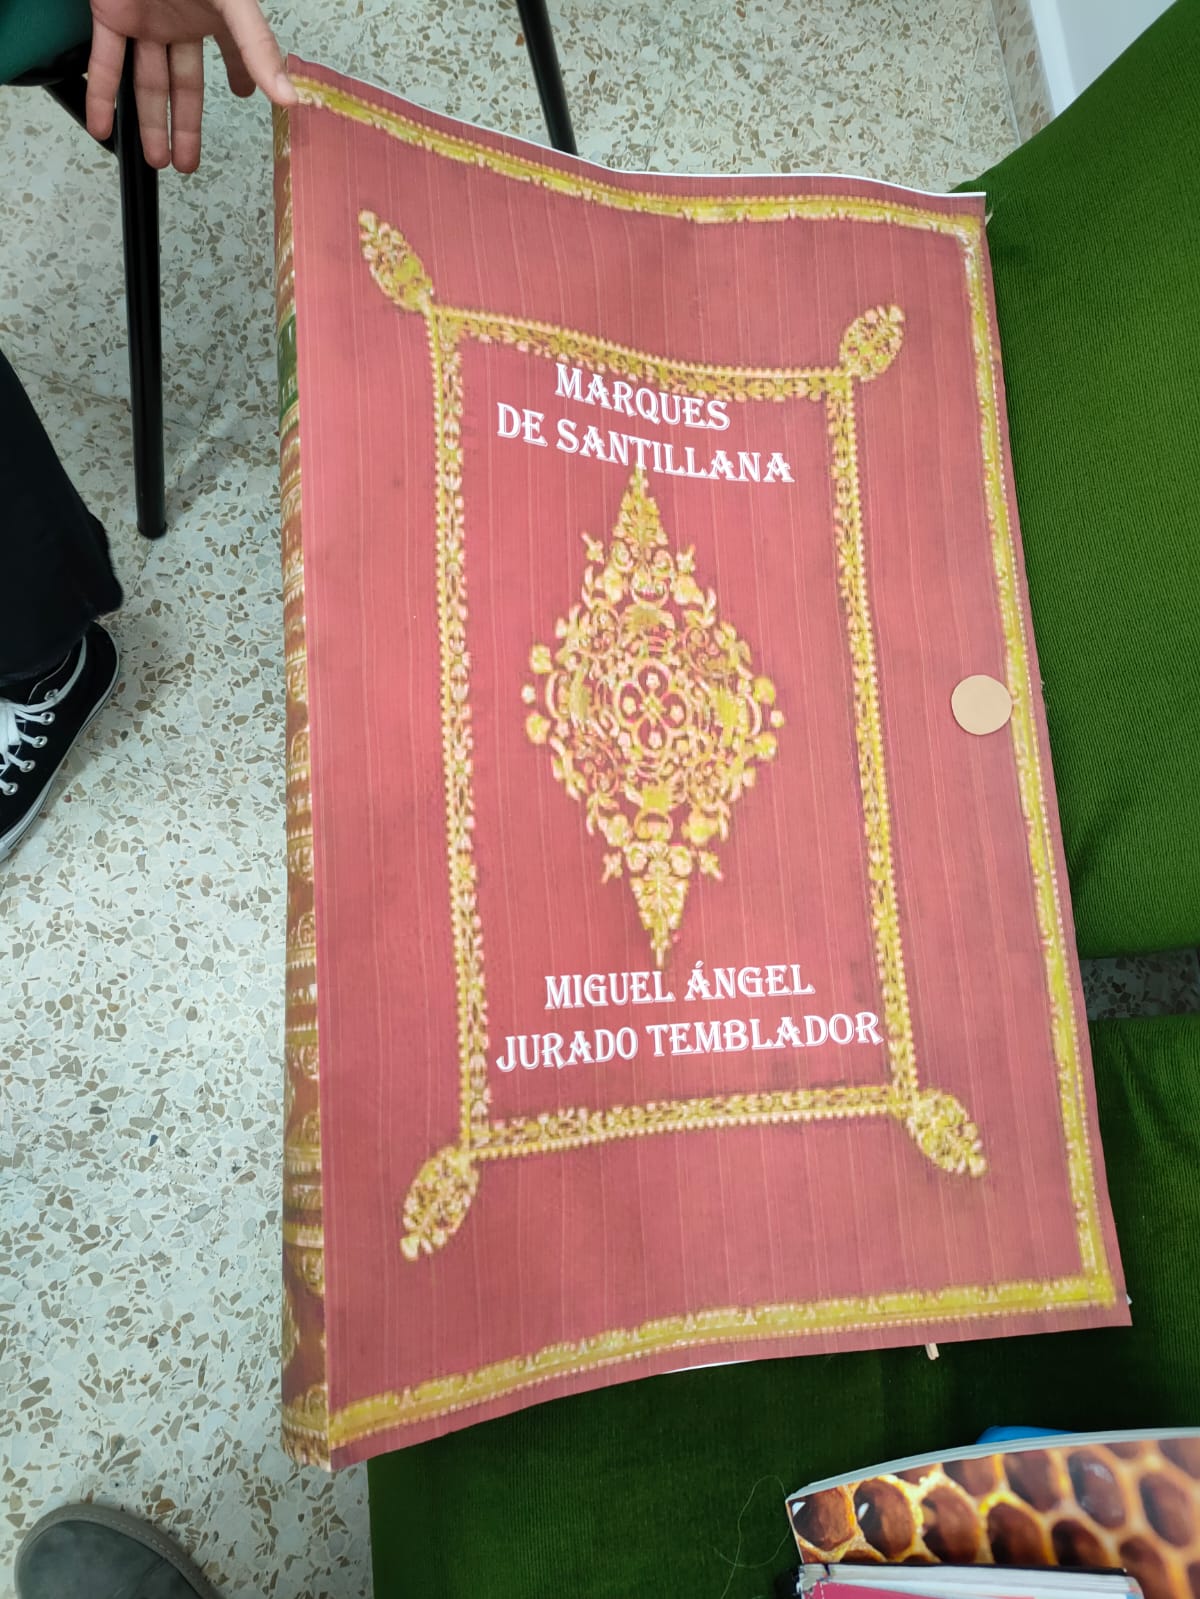 MARQUES
DE SANTILLANA
MIGUEL ÁNGEL
JURADO TEMBLADOR